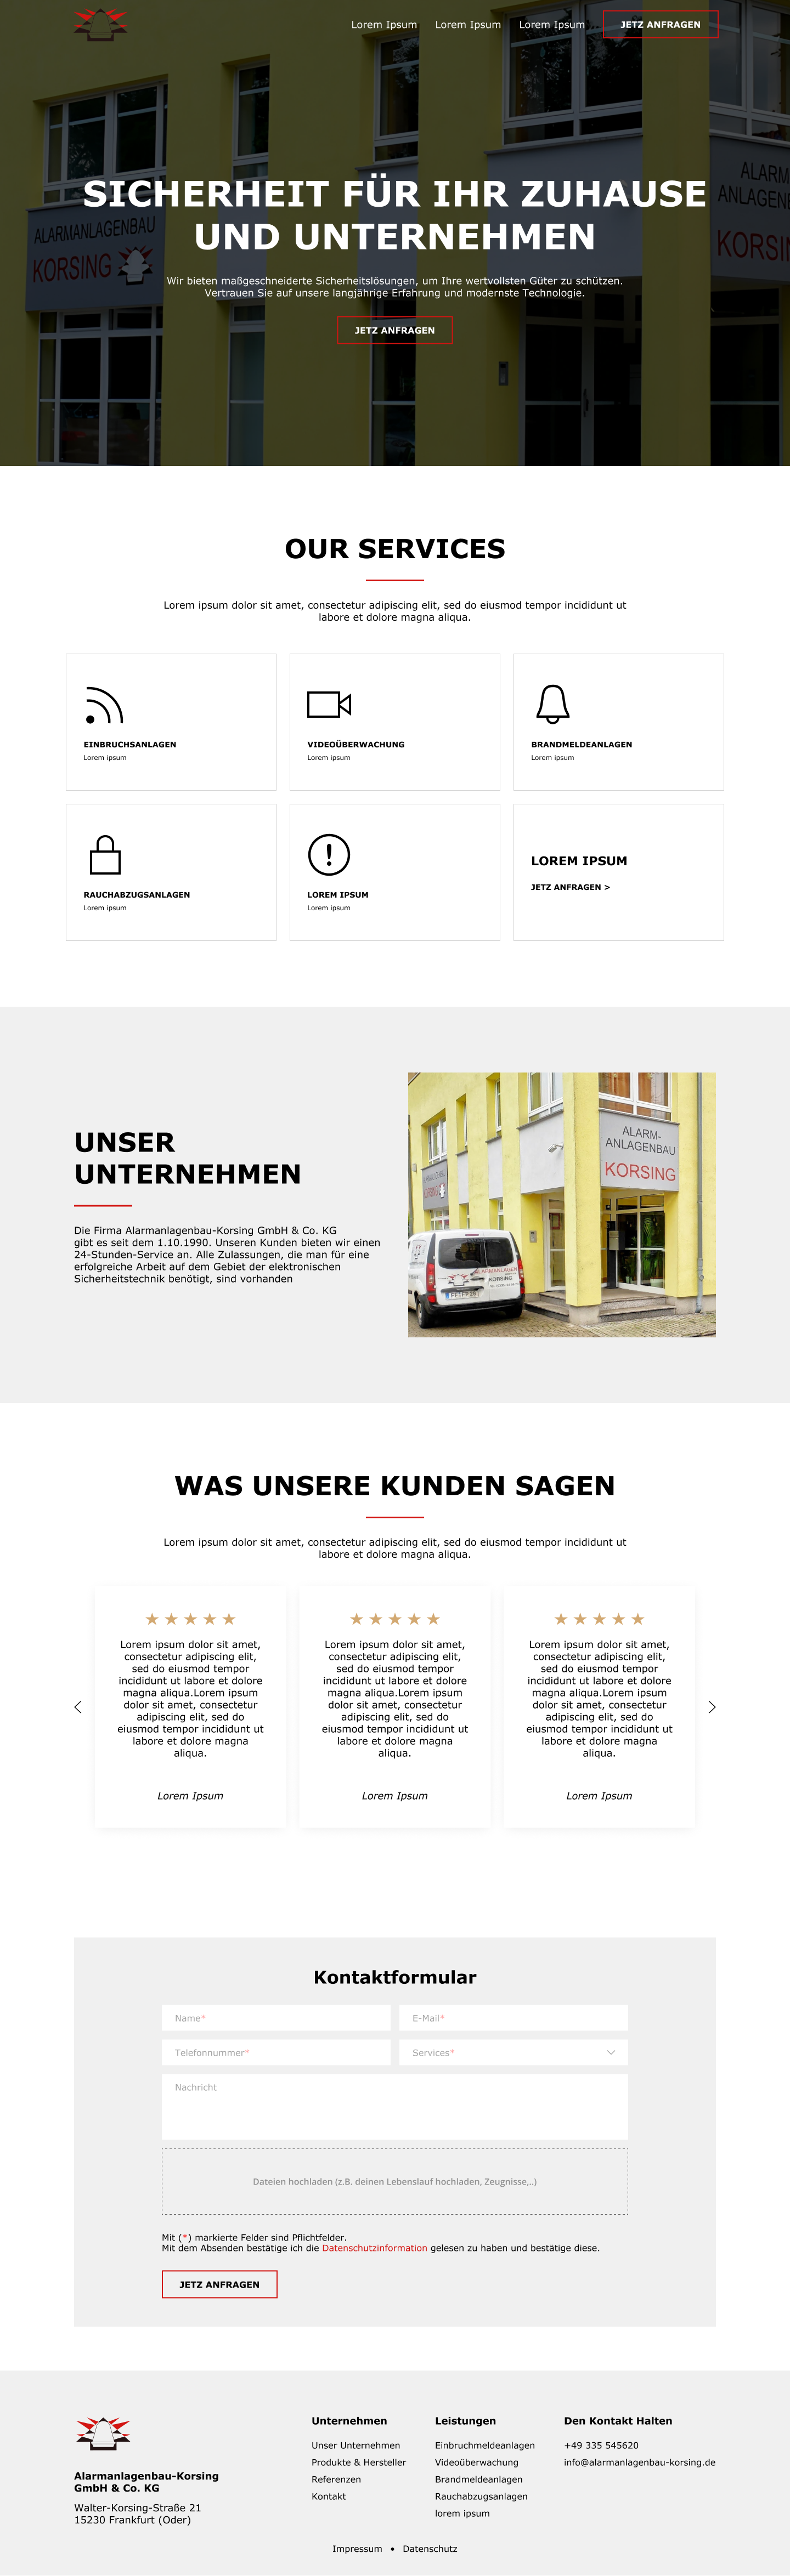 Lorem Ipsum Lorem Ipsum Lorem Ipsum JETZ ANFRAGEN
SICHERHEIT FÜR IHR ZUHAUSE
UND UNTERNEHMEN
ALARMANLAGENBAU
KORSING
ALARM-
ANLAGENB
KORSI
Wir bieten maßgeschneiderte Sicherheitslösungen, um Ihre wertvollsten Güter zu schützen.
Vertrauen Sie auf unsere langjährige Erfahrung und modernste Technologie.
JETZ ANFRAGEN
OUR SERVICES
Lorem ipsum dolor sit amet, consectetur adipiscing elit, sed do eiusmod tempor incididunt ut
labore et dolore magna aliqua.
EINBRUCHSANLAGEN
Lorem ipsum
VIDEOÜBERWACHUNG
Lorem ipsum
BRANDMELDEANLAGEN
Lorem ipsum
RAUCHABZUGSANLAGEN
Lorem ipsum
LOREM IPSUM
Lorem ipsum
LOREM IPSUM
JETZ ANFRAGEN >
UNSER
UNTERNEHMEN
Die Firma Alarmanlagenbau-Korsing GmbH & Co. KG
gibt es seit dem 1.10.1990. Unseren Kunden bieten wir einen
24-Stunden-Service an. Alle Zulassungen, die man für eine
erfolgreiche Arbeit auf dem Gebiet der elektronischen
Sicherheitstechnik benötigt, sind vorhanden
ALARM-
ANLAGENBAU
KORSING
KORSING
WAS UNSERE KUNDEN SAGEN
Lorem ipsum dolor sit amet, consectetur adipiscing elit, sed do eiusmod tempor incididunt ut
labore et dolore magna aliqua.
Lorem ipsum dolor sit amet,
consectetur adipiscing elit,
sed do eiusmod tempor
incididunt ut labore et dolore
magna aliqua.Lorem ipsum
dolor sit amet, consectetur
adipiscing elit, sed do
eiusmod tempor incididunt ut
labore et dolore magna
aliqua.
Lorem Ipsum
Lorem ipsum dolor sit amet,
consectetur adipiscing elit,
sed do eiusmod tempor
incididunt ut labore et dolore
magna aliqua.Lorem ipsum
dolor sit amet, consectetur
adipiscing elit, sed do
eiusmod tempor incididunt ut
labore et dolore magna
aliqua.
Lorem Ipsum
Lorem ipsum dolor sit amet,
consectetur adipiscing elit,
sed do eiusmod tempor
incididunt ut labore et dolore
magna aliqua.Lorem ipsum
dolor sit amet, consectetur
adipiscing elit, sed do
eiusmod tempor incididunt ut
labore et dolore magna
aliqua.
Lorem Ipsum
Kontaktformular
Name*
E-Mail*
Telefonnummer*
Services*
Nachricht
Dateien hochladen (z.B. deinen Lebenslauf hochladen, Zeugnisse,..)
Mit (*) markierte Felder sind Pflichtfelder.
Mit dem Absenden bestätige ich die Datenschutzinformation gelesen zu haben und bestätige diese.
JETZ ANFRAGEN
Alarmanlagenbau-Korsing
GmbH & Co. KG
Walter-Korsing-Straße 21
15230 Frankfurt (Oder)
Unternehmen
Unser Unternehmen
Produkte & Hersteller
Referenzen
Kontakt
Leistungen
Einbruchmeldeanlagen
Videoüberwachung
Brandmeldeanlagen
Rauchabzugsanlagen
lorem ipsum
Den Kontakt Halten
+49 335 545620
info@alarmanlagenbau-korsing.de
Impressum • Datenschutz